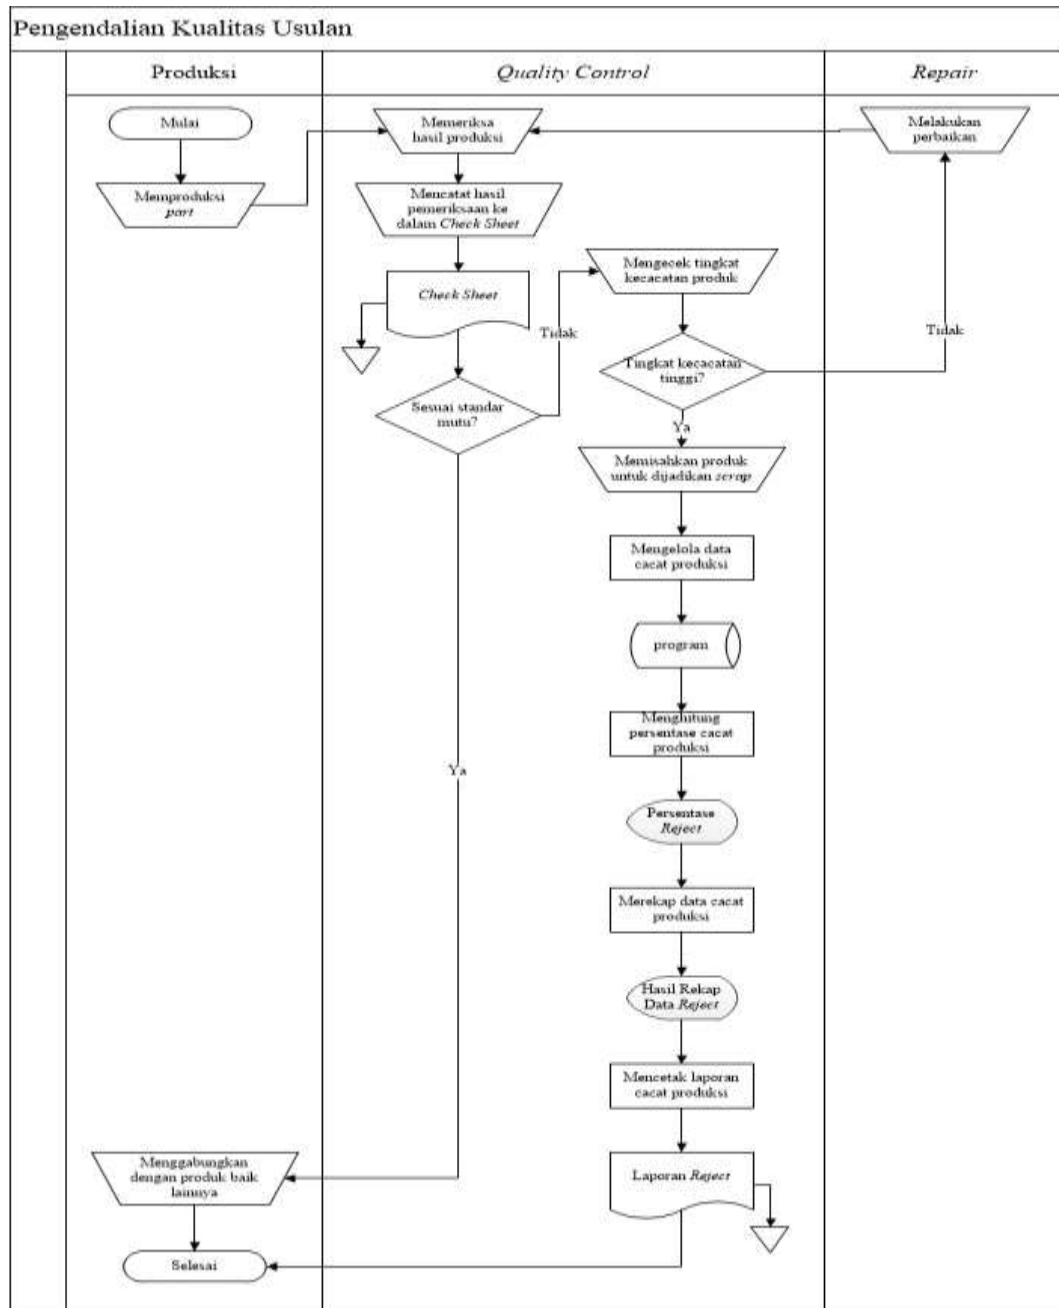 Pengendalian Kualitas Usulan
Produksi
Quality Control
Repair
Mulai
Memproduksi
part
Memeriksa
hasil produksi
Melakukan
perbaikan
Mencatat hasil
pemeriksaan ke
dalam Check Sheet
Check Sheet
Mengecek tingkat
kecacatan produk
Tidak
Tidak
Tingkat kecacatan
tinggi?
Sesuai standar
mutu?
Ya
Memisahkan produk
untuk dijadikan scrap
Mengelola data
cacat produksi
program
Menghitung
persentase cacat
produksi
Ya
Persentase
Reject
Merekap data cacat
produksi
Hasil Rekap
Data Reject
Mencetak laporan
cacat produksi
Menggabungkan
dengan produk baik
lainnya
Laporan Reject
Selesai